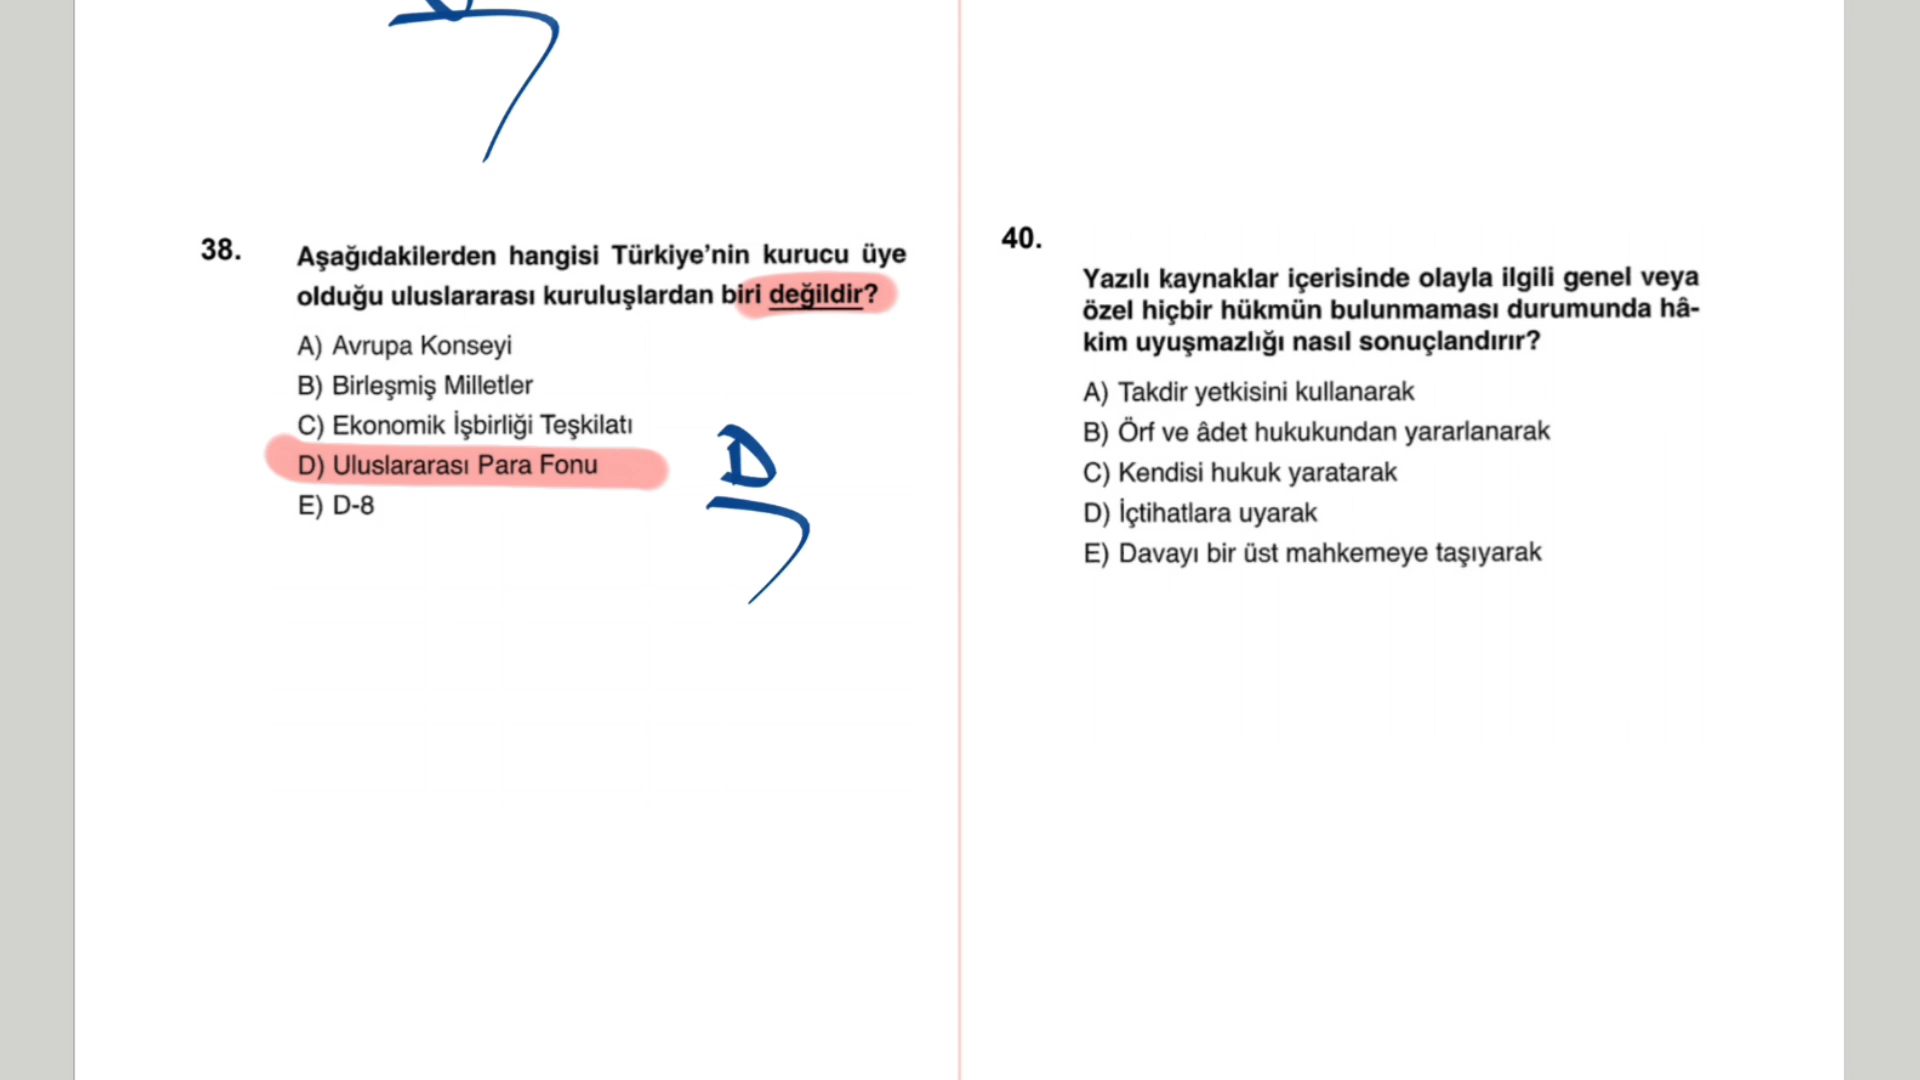 38.
Aşağıdakilerden hangisi Türkiye'nin kurucu üye
olduğu uluslararası kuruluşlardan biri değildir?
A) Avrupa Konseyi
B) Birleşmiş Milletler
C) Ekonomik İşbirliği Teşkilatı
D) Uluslararası Para Fonu
E) D-8
D
40.
Yazılı kaynaklar içerisinde olayla ilgili genel veya
özel hiçbir hükmün bulunmaması durumunda hâ-
kim uyuşmazlığı nasıl sonuçlandırır?
A) Takdir yetkisini kullanarak
B) Örf ve âdet hukukundan yararlanarak
C) Kendisi hukuk yaratarak
D) İçtihatlara uyarak
E) Davayı bir üst mahkemeye taşıyarak